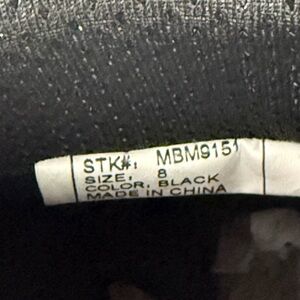 STK#: MBM9151
SIZE: 8
COLOR: BLACK
MADE IN CHINA